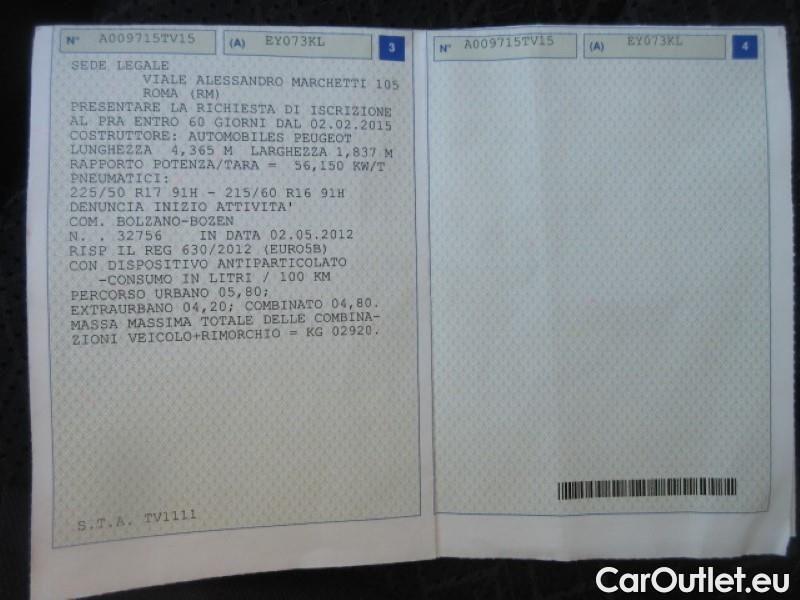 N° A009715TV15 (A) EY073KL 3
SEDE LEGALE
VIALE ALESSANDRO MARCHETTI 105
ROMA (RM)
PRESENTARE LA RICHIESTA DI ISCRIZIONE
AL PRA ENTRO 60 GIORNI DAL 02.02.2015
COSTRUTTORE: AUTOMOBILES PEUGEOT
LUNGHEZZA 4,365 M LARGHEZZA 1,837 M
RAPPORTO POTENZA/TARA = 56,150 KW/T
PNEUMATICI:
225/50 R17 91H - 215/60 R16 91H
DENUNCIA INIZIO ATTIVITA'
COM. BOLZANO-BOZEN
N. . 32756 IN DATA 02.05.2012
RISP IL REG 630/2012 (EURO5B)
CON DISPOSITIVO ANTIPARTICOLATO
-CONSUMO IN LITRI / 100 KM
PERCORSO URBANO 05,80;
EXTRAURBANO 04,20; COMBINATO 04,80.
MASSA MASSIMA TOTALE DELLE COMBINA-
ZIONI VEICOLO+RIMORCHIO = KG 02920.
S.T.A. TV1111
N° A009715TV15 (A) EY073KL 4
CarOutlet.eu